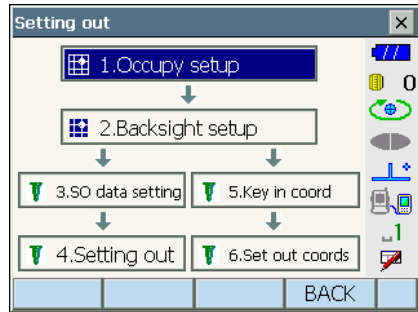 Setting out
1.Occupy setup
0
2.Backsight setup
3.SO data setting
5.Key in coord
4.Setting out
6.Set out coords
1
BACK